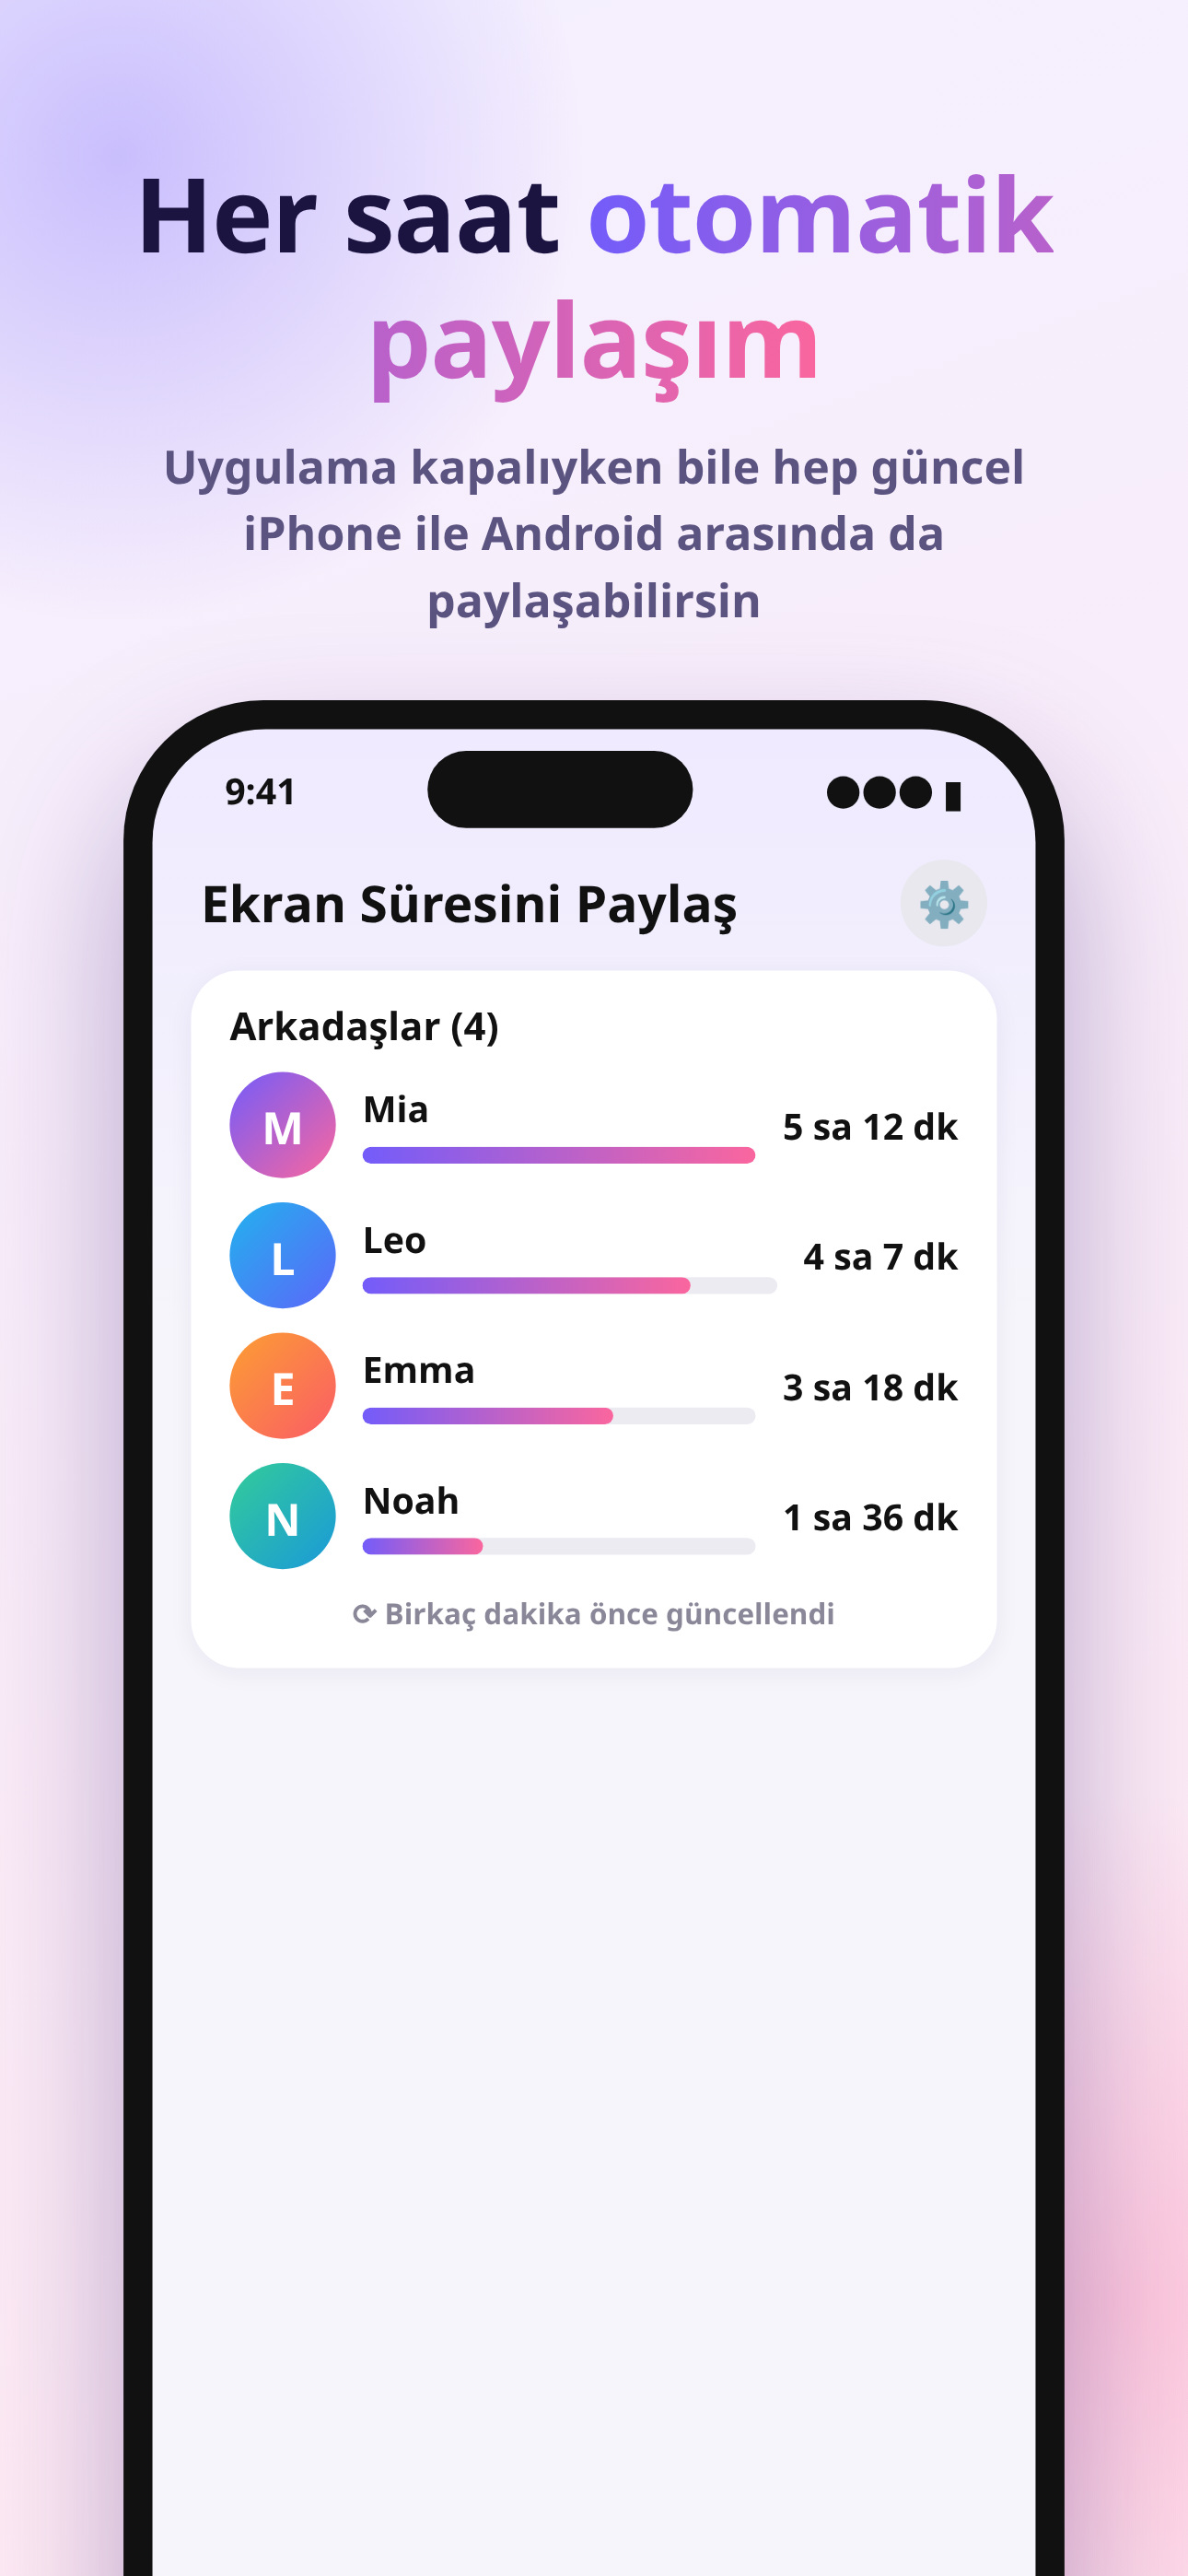 Her saat otomatik
paylaşım
Uygulama kapalıyken bile hep güncel
iPhone ile Android arasında da
paylaşabilirsin
9:41
Ekran Süresini Paylaş
Arkadaşlar (4)
M
Mia
5 sa 12 dk
L
Leo
4 sa 7 dk
E
Emma
3 sa 18 dk
N
Noah
1 sa 36 dk
⟳ Birkaç dakika önce güncellendi